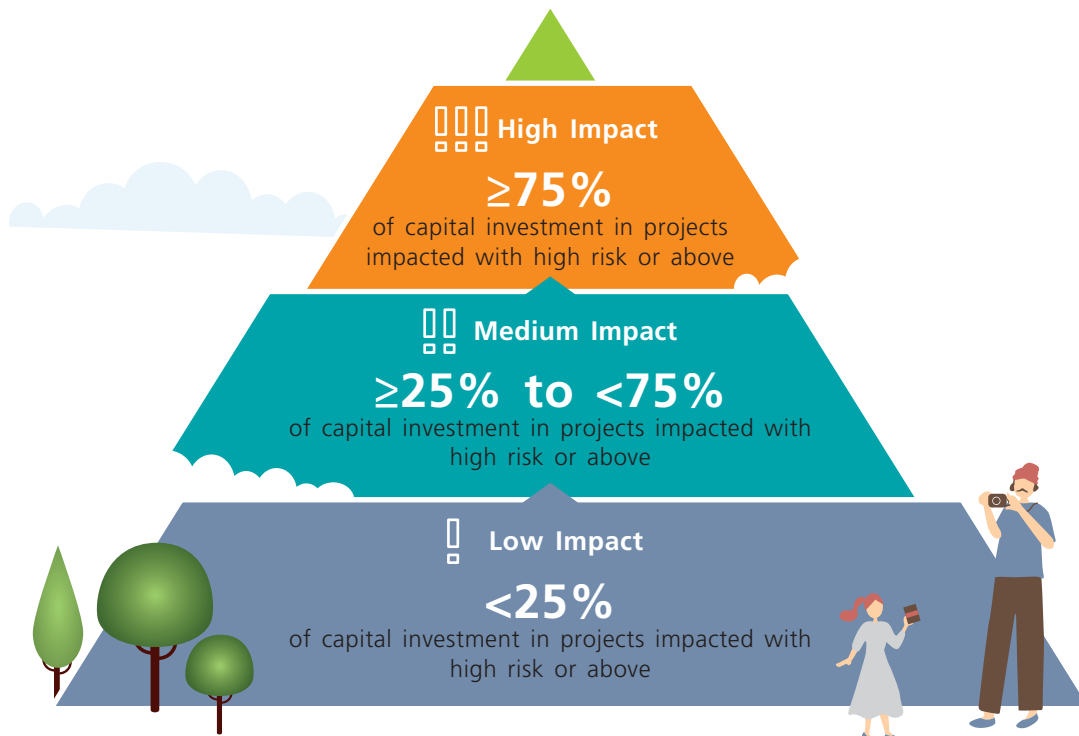 High Impact
≥75%
of capital investment in projects
impacted with high risk or above
Medium Impact
≥25% to <75%
of capital investment in projects impacted with
high risk or above
Low Impact
<25%
of capital investment in projects impacted with
high risk or above